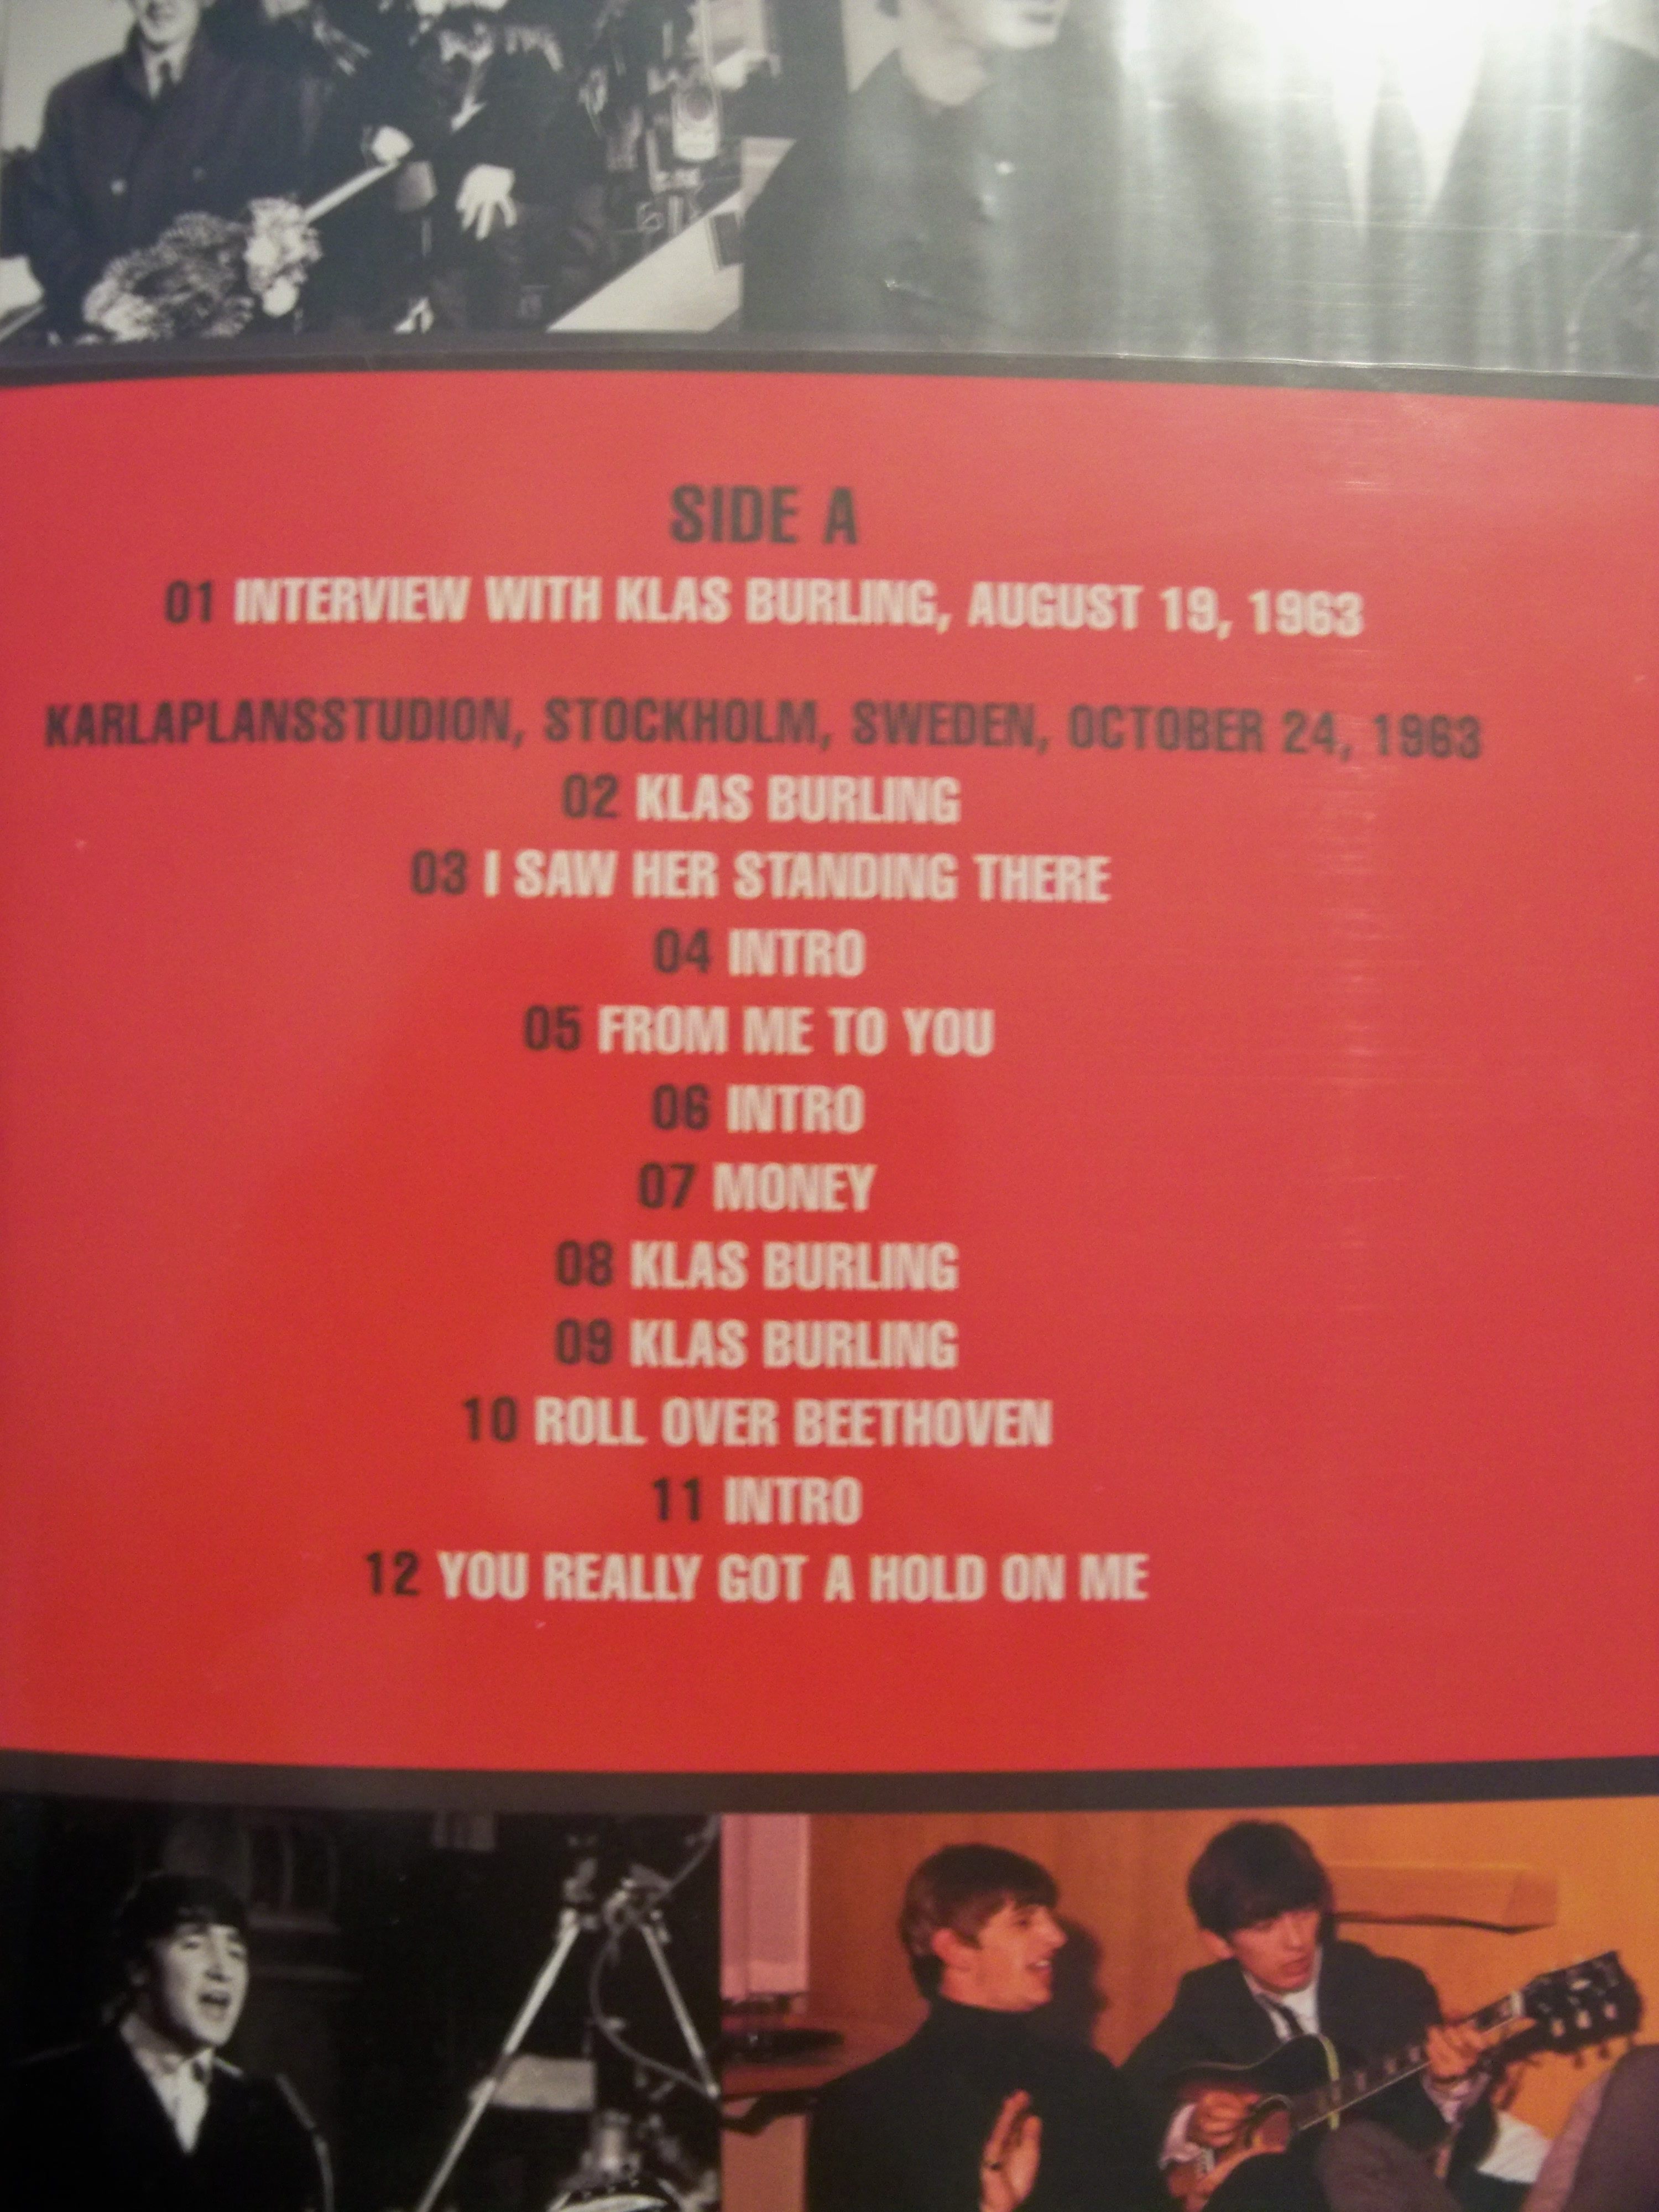 SIDE A
01 INTERVIEW WITH KLAS BURLING, AUGUST 19, 1963
KARLAPLANSSTUDION, STOCKHOLM, SWEDEN, OCTOBER 24, 1963
02 KLAS BURLING
03 I SAW HER STANDING THERE
04 INTRO
05 FROM ME TO YOU
06 INTRO
07 MONEY
08 KLAS BURLING
09 KLAS BURLING
10 ROLL OVER BEETHOVEN
11 INTRO
12 YOU REALLY GOT A HOLD ON ME